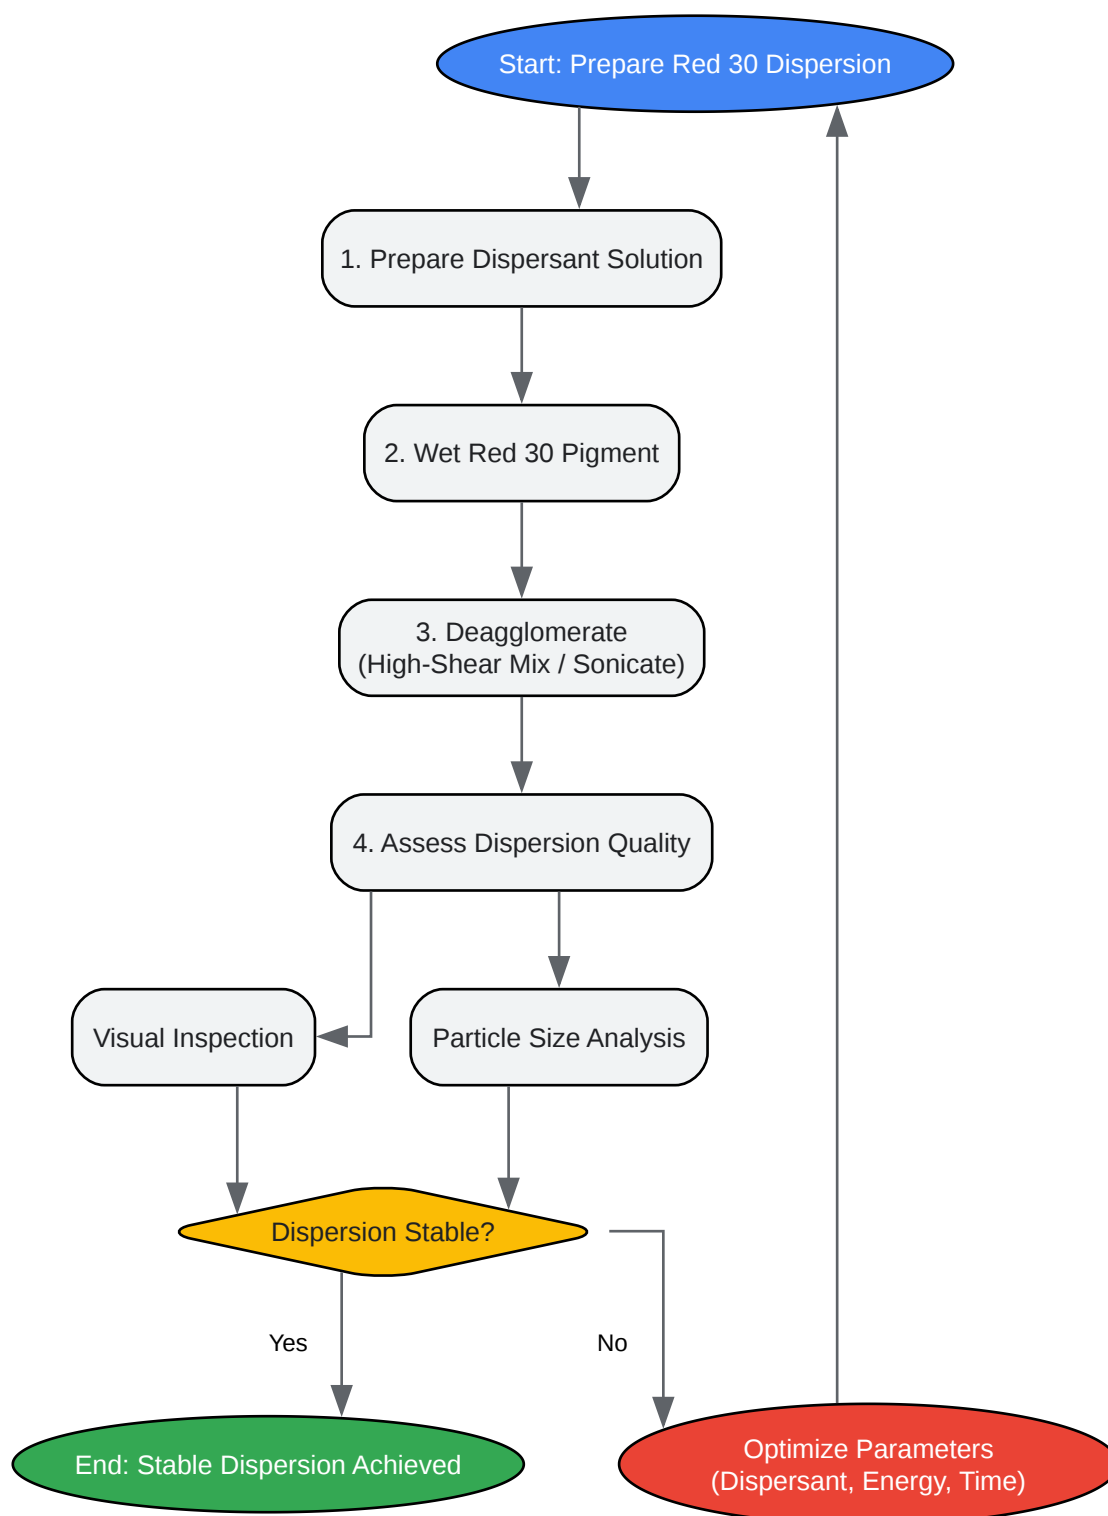 Start: Prepare Red 30 Dispersion
1. Prepare Dispersant Solution
2. Wet Red 30 Pigment
3. Deagglomerate
(High-Shear Mix / Sonicate)
4. Assess Dispersion Quality
Visual Inspection
Particle Size Analysis
Dispersion Stable?
Yes
No
End: Stable Dispersion Achieved
Optimize Parameters
(Dispersant, Energy, Time)